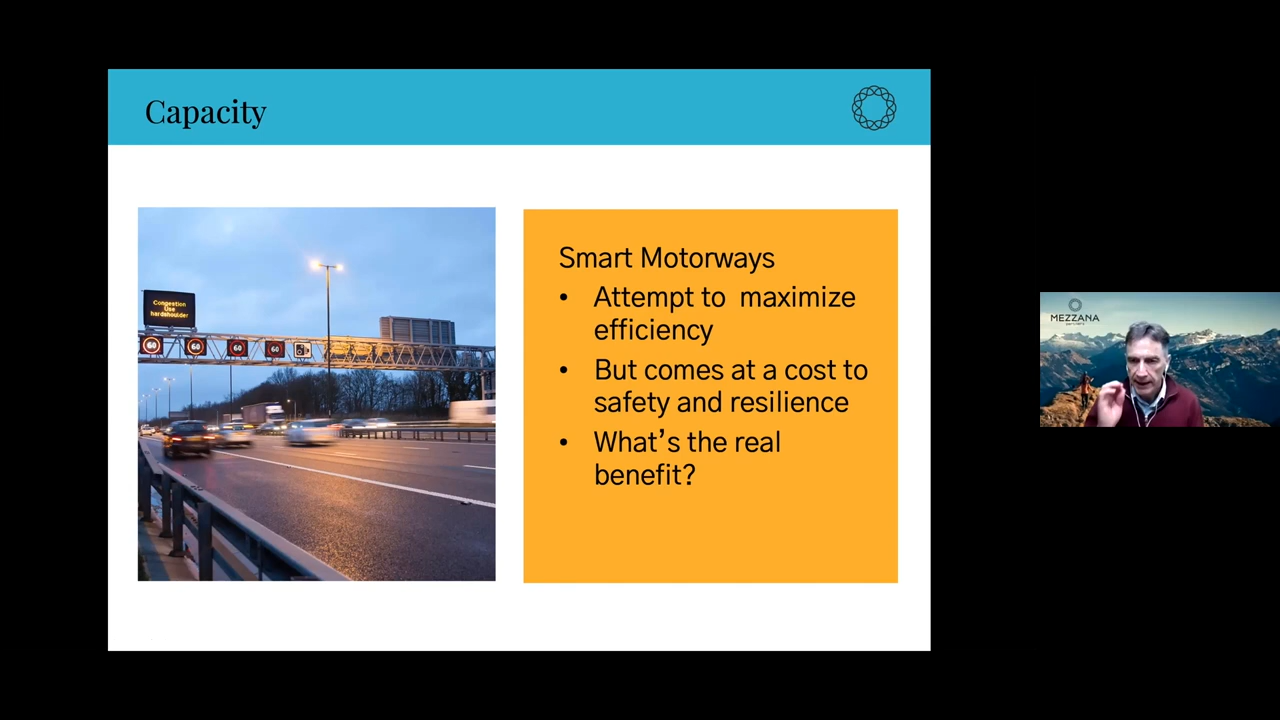 Capacity
Congestion
Use
hardshoulder
60
60
60
60
Smart Motorways
• Attempt to maximize
efficiency
• But comes at a cost to
safety and resilience
• What’s the real
benefit?
MEZZANA